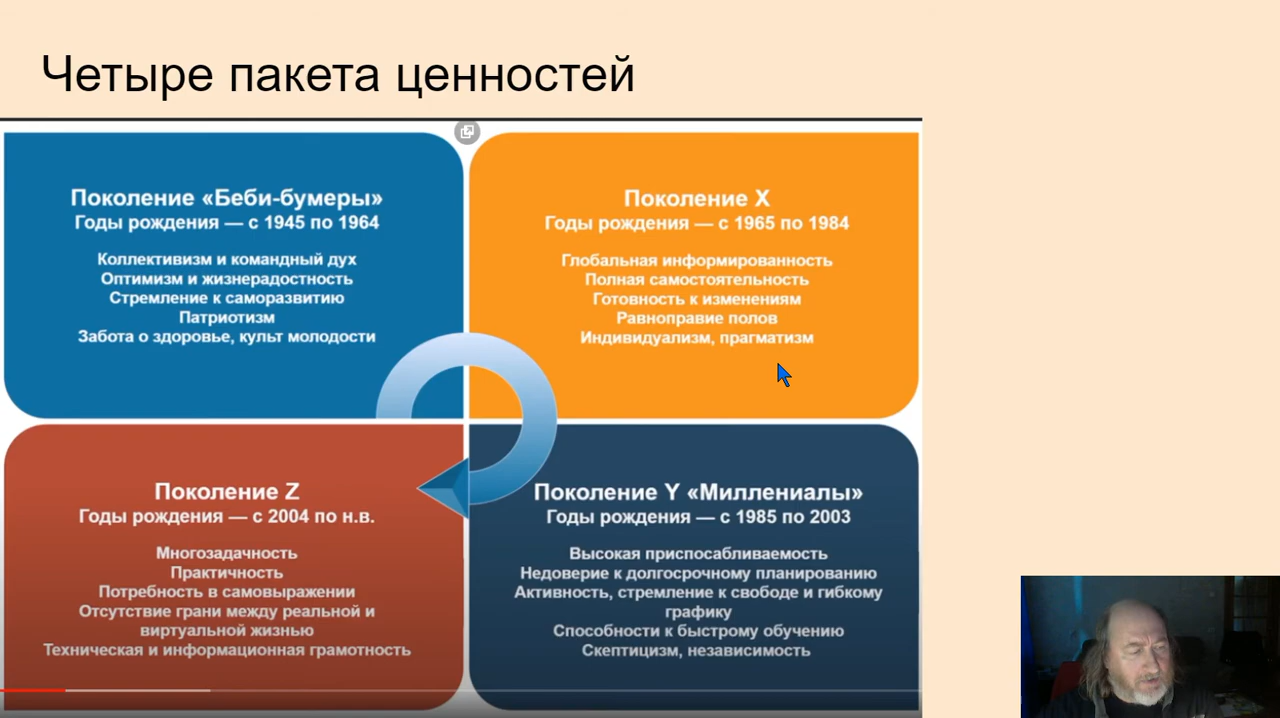 Четыре пакета ценностей
Поколение «Беби-бумеры»
Годы рождения — с 1945 по 1964
Коллективизм и командный дух
Оптимизм и жизнерадостность
Стремление к саморазвитию
Патриотизм
Забота о здоровье, культ молодости
Поколение X
Годы рождения — с 1965 по 1984
Глобальная информированность
Полная самостоятельность
Готовность к изменениям
Равноправие полов
Индивидуализм, прагматизм
Поколение Z
Годы рождения — с 2004 по н.в.
Многозадачность
Практичность
Потребность в самовыражении
Отсутствие грани между реальной и
виртуальной жизнью
Техническая и информационная грамотность
Поколение Y «Миллениалы»
Годы рождения — с 1985 по 2003
Высокая приспосабливаемость
Недоверие к долгосрочному планированию
Активность, стремление к свободе и гибкому
графику
Способности к быстрому обучению
Скептицизм, независимость